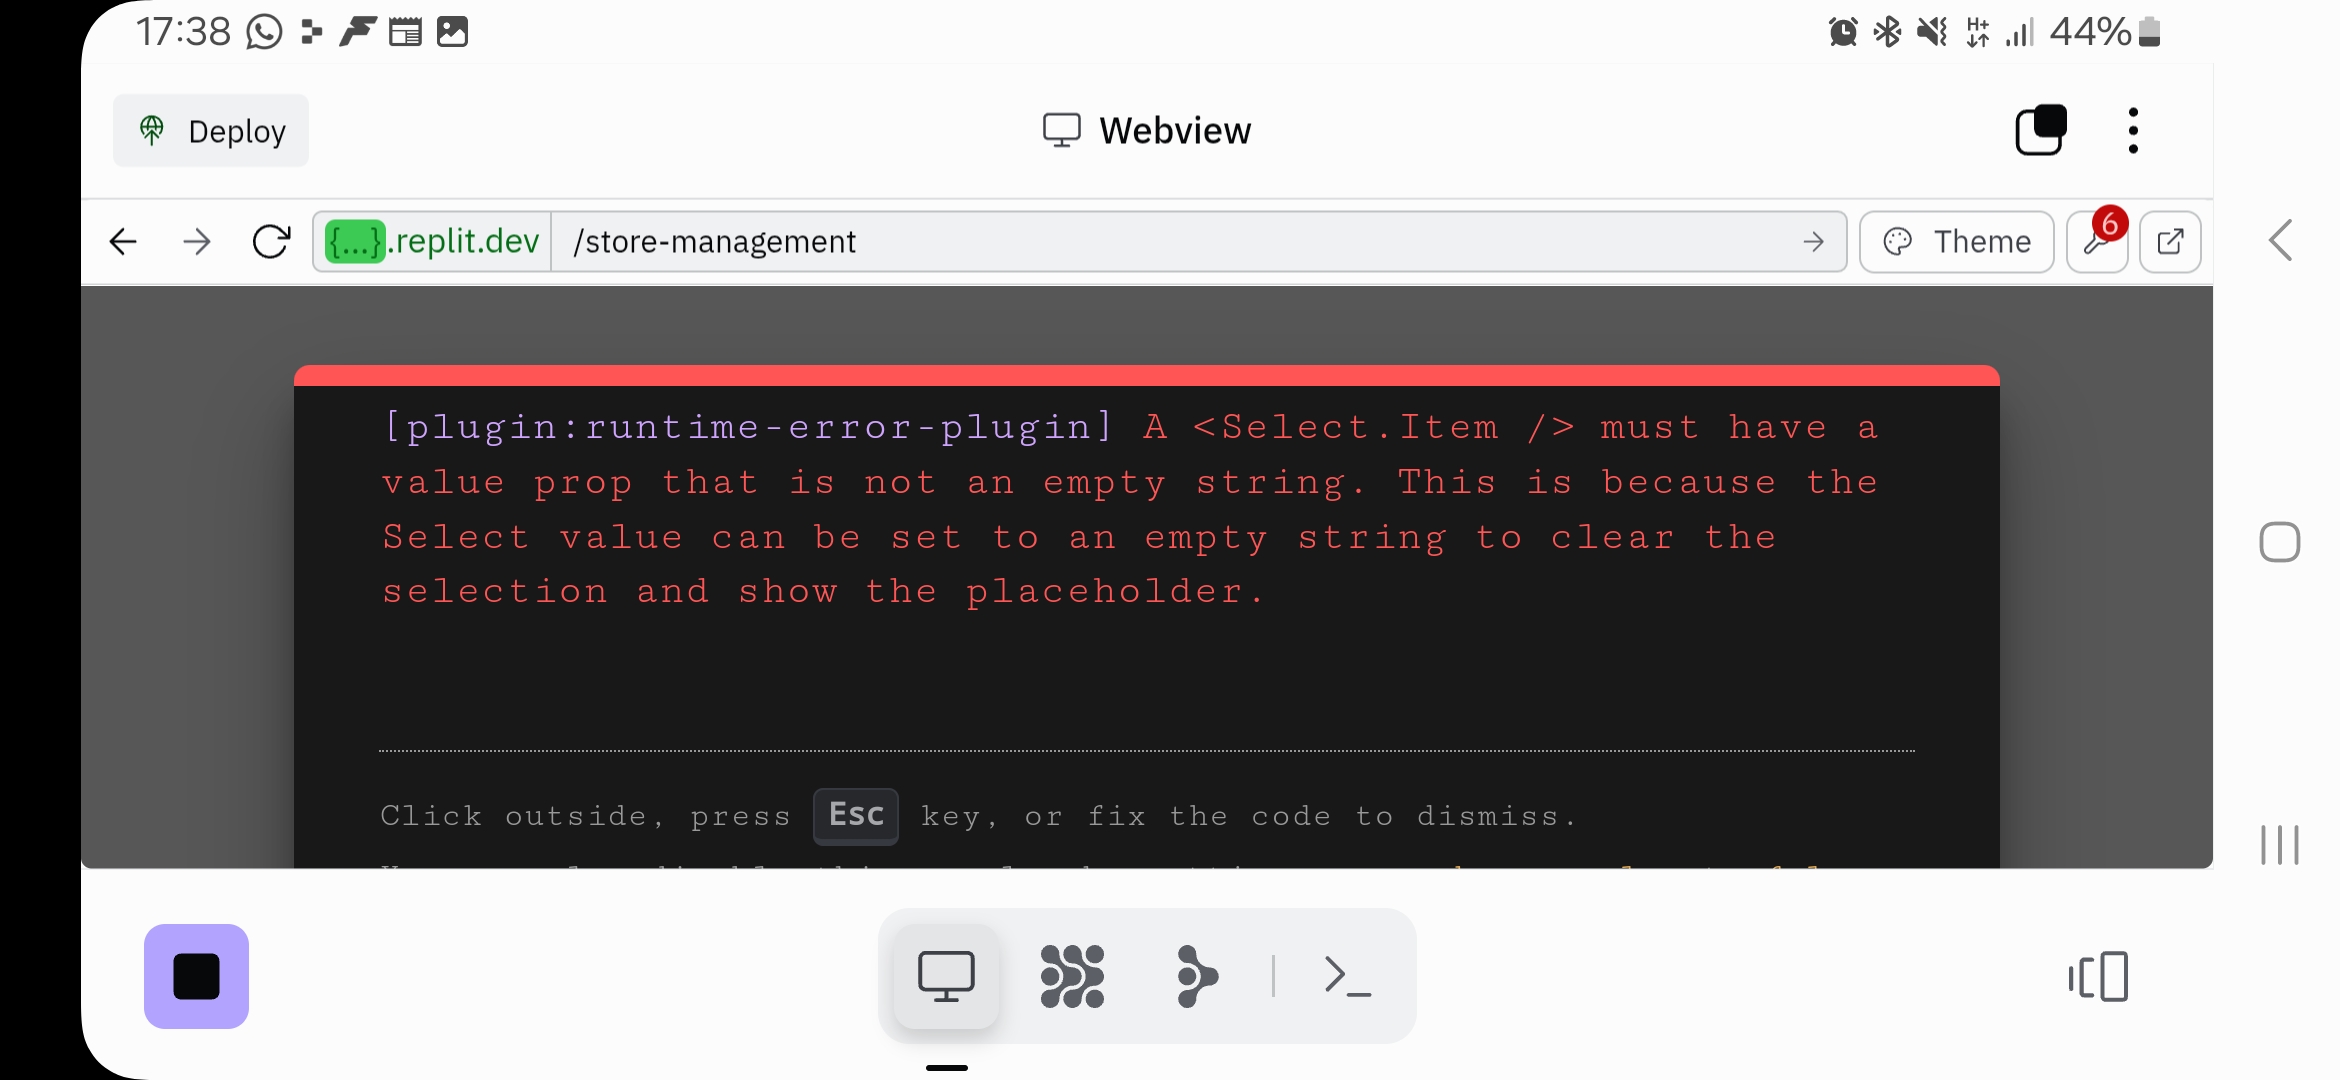 17:38
H+
44%
Deploy
Webview
{...}.replit.dev
/store-management
Theme
6
[plugin:runtime-error-plugin] A <Select.Item /> must have a
value prop that is not an empty string. This is because the
Select value can be set to an empty string to clear the
selection and show the placeholder.
Click outside, press Esc key, or fix the code to dismiss.